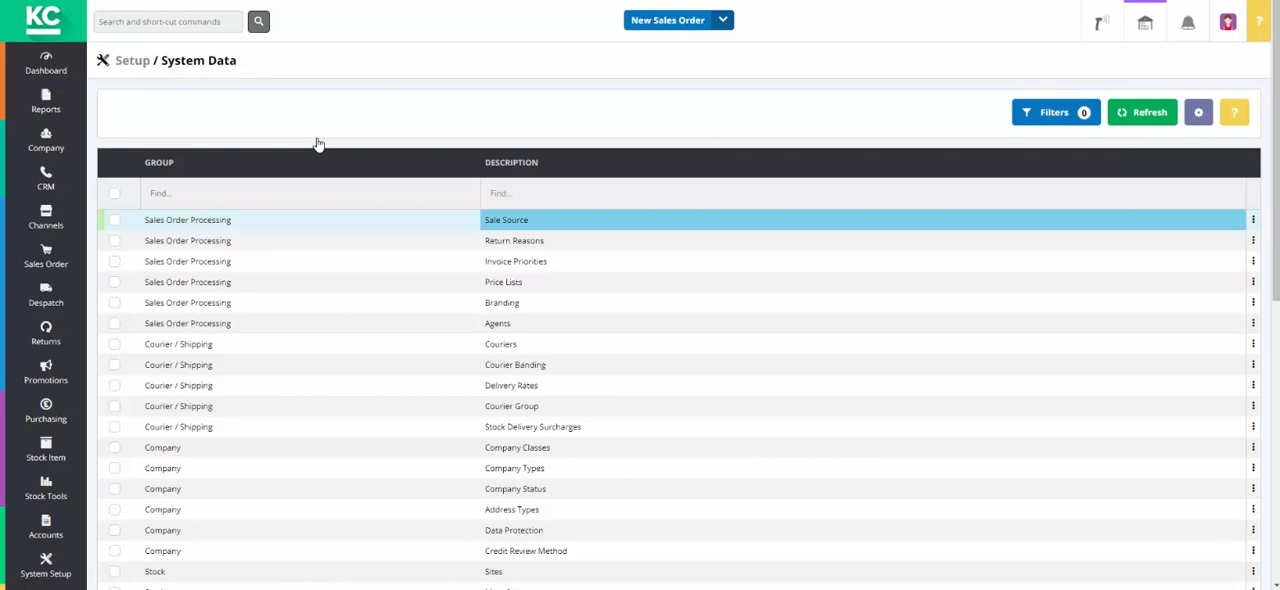 KC
Search and short-cut commands
New Sales Order
?
Dashboard
Reports
Company
CRM
Channels
Sales Order
Despatch
Returns
Promotions
Purchasing
Stock Item
Stock Tools
Accounts
System Setup
Setup / System Data
Filters 0
Refresh
?
GROUP DESCRIPTION
Find... Find...
Sales Order Processing Sale Source
Sales Order Processing Return Reasons
Sales Order Processing Invoice Priorities
Sales Order Processing Price Lists
Sales Order Processing Branding
Sales Order Processing Agents
Courier / Shipping Couriers
Courier / Shipping Courier Banding
Courier / Shipping Delivery Rates
Courier / Shipping Courier Group
Courier / Shipping Stock Delivery Surcharges
Company Company Classes
Company Company Types
Company Company Status
Company Address Types
Company Data Protection
Company Credit Review Method
Stock Sites